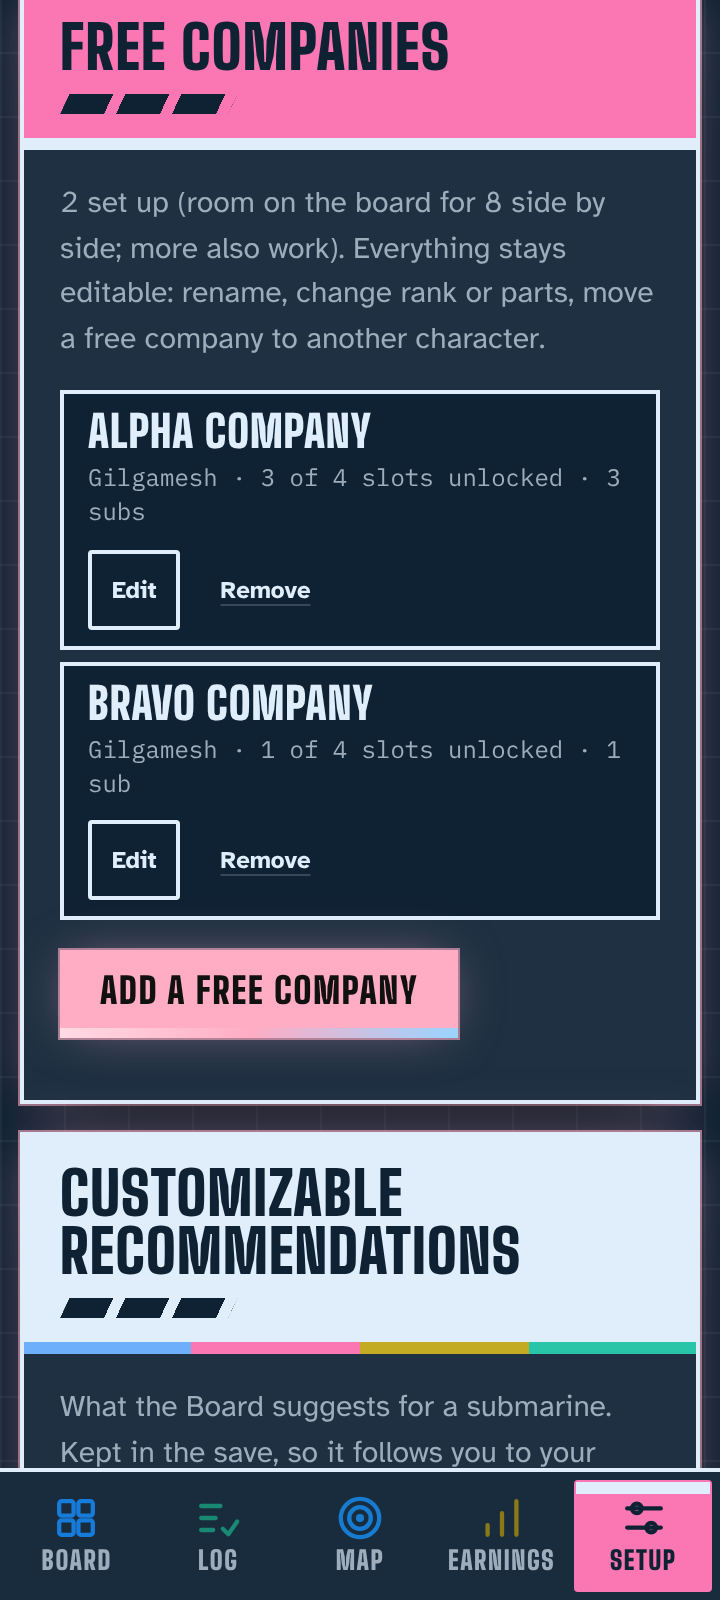 FREE COMPANIES
2 set up (room on the board for 8 side by
side; more also work). Everything stays
editable: rename, change rank or parts, move
a free company to another character.
ALPHA COMPANY
Gilgamesh · 3 of 4 slots unlocked · 3
subs
Edit Remove
BRAVO COMPANY
Gilgamesh · 1 of 4 slots unlocked · 1
sub
Edit Remove
ADD A FREE COMPANY
CUSTOMIZABLE
RECOMMENDATIONS
What the Board suggests for a submarine.
Kept in the save, so it follows you to your
BOARD LOG MAP EARNINGS SETUP